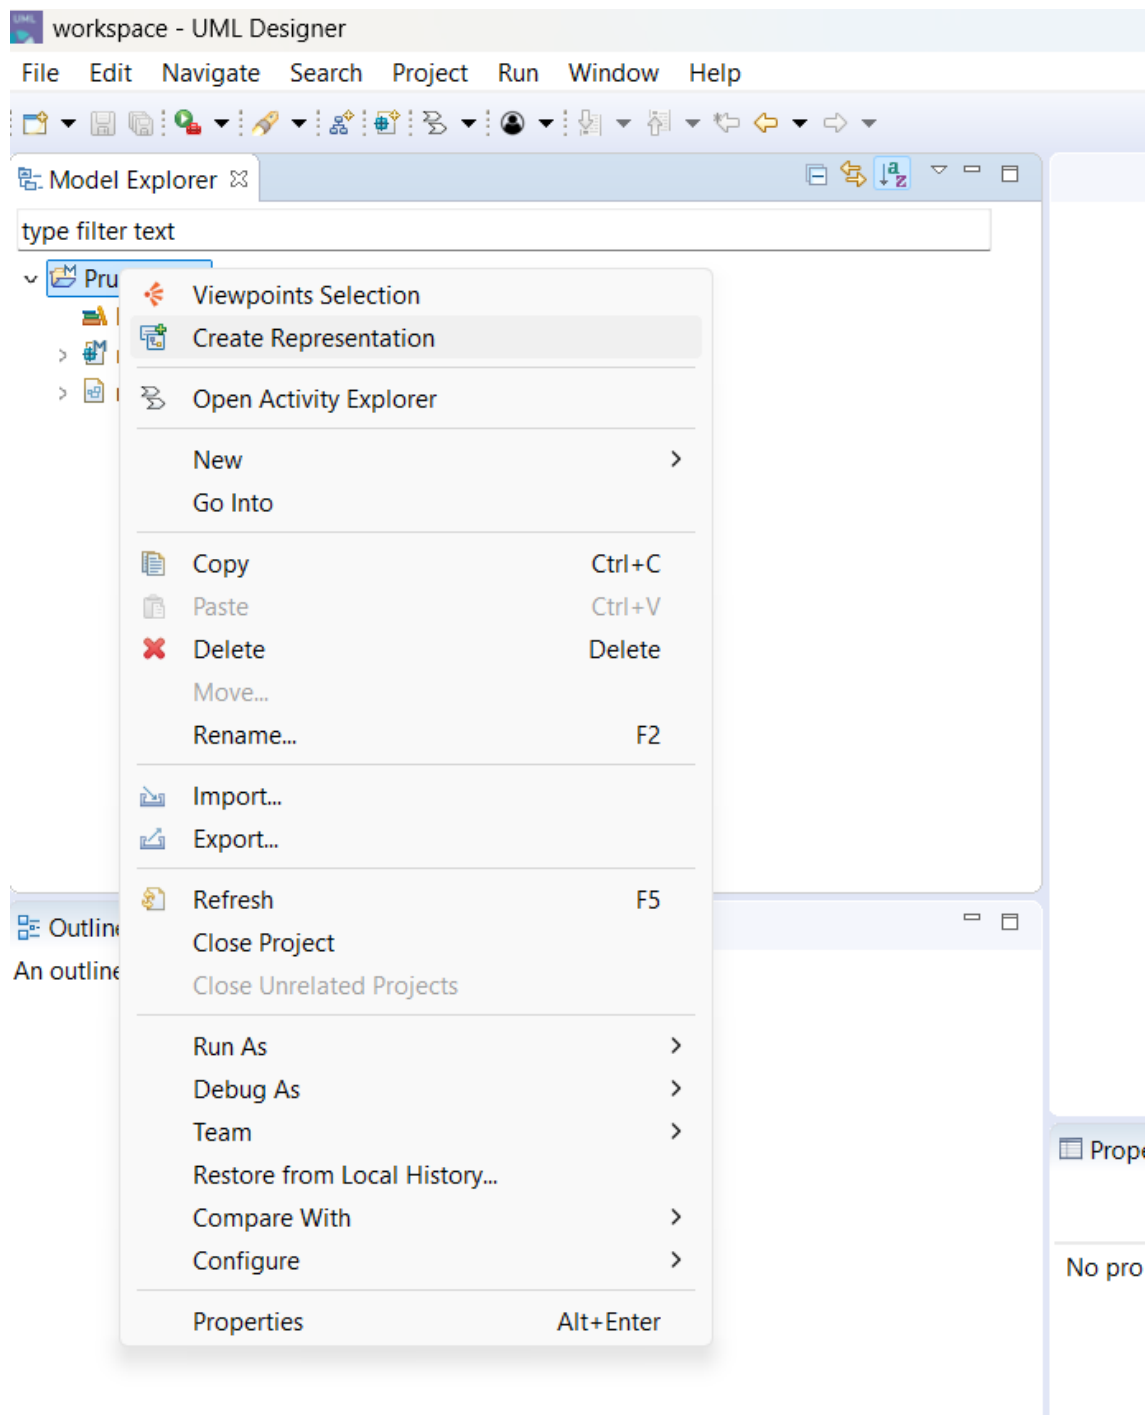 UML
workspace - UML Designer
File Edit Navigate Search Project Run Window Help
Model Explorer
type filter text
Pru
Viewpoints Selection
Create Representation
Open Activity Explorer
New
Go Into
Copy Ctrl+C
Paste Ctrl+V
Delete Delete
Move...
Rename... F2
Import...
Export...
Refresh F5
Close Project
Close Unrelated Projects
Run As
Debug As
Team
Restore from Local History...
Compare With
Configure
Properties Alt+Enter
Outline
An outline
Prope
No pro